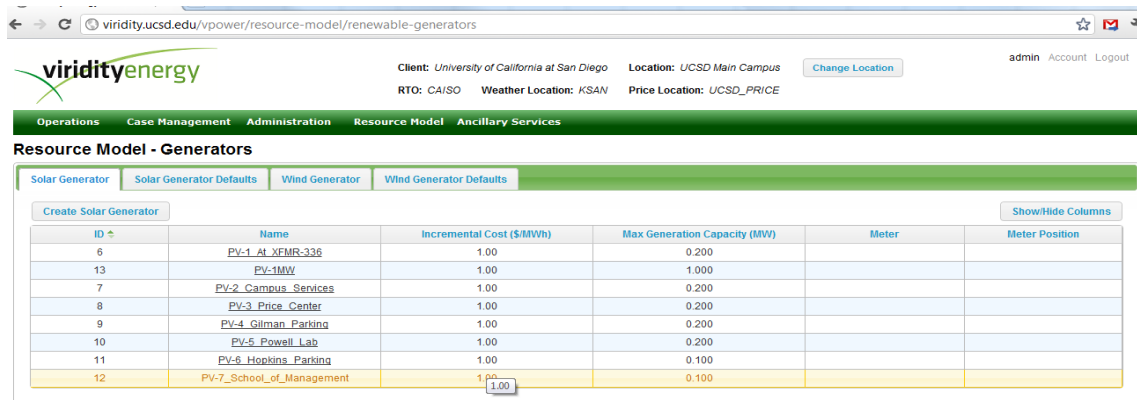 viridity.ucsd.edu/vpower/resource-model/renewable-generators
viridityenergy
Client: University of California at San Diego Location: UCSD Main Campus Change Location admin Account Logout
RTO: CAISO Weather Location: KSAN Price Location: UCSD_PRICE
Operations Case Management Administration Resource Model Ancillary Services
Resource Model - Generators
Solar Generator Solar Generator Defaults Wind Generator WInd Generator Defaults
Create Solar Generator Show/Hide Columns
ID Name Incremental Cost ($/MWh) Max Generation Capacity (MW) Meter Meter Position
6 PV-1_At_XFMR-336 1.00 0.200
13 PV-1MW 1.00 1.000
7 PV-2_Campus_Services 1.00 0.200
8 PV-3_Price_Center 1.00 0.200
9 PV-4_Gilman_Parking 1.00 0.200
10 PV-5_Powell_Lab 1.00 0.200
11 PV-6_Hopkins_Parking 1.00 0.100
12 PV-7_School_of_Management 1.00 0.100
1.00